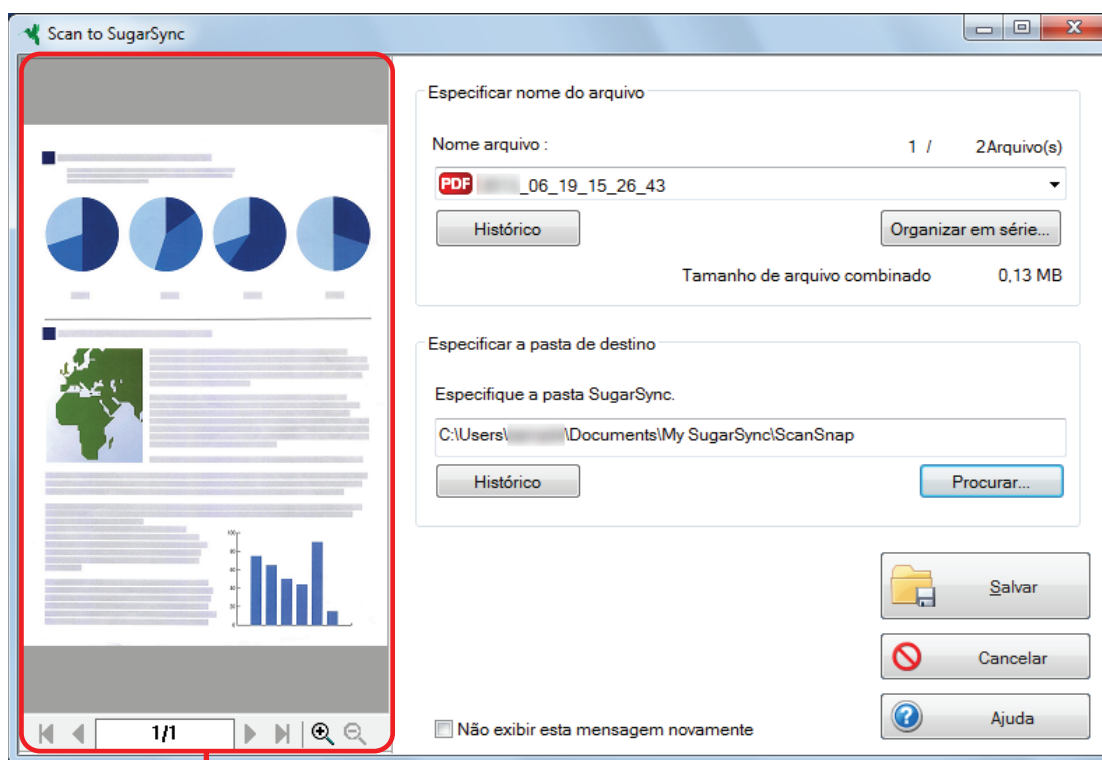 Scan to SugarSync
Especificar nome do arquivo
Nome arquivo :
1 / 2Arquivo(s)
PDF _06_19_15_26_43
Histórico
Organizar em série...
Tamanho de arquivo combinado 0,13 MB
Especificar a pasta de destino
Especifique a pasta SugarSync.
C:\Users\ \Documents\My SugarSync\ScanSnap
Histórico
Procurar...
Salvar
Cancelar
Ajuda
1/1
Não exibir esta mensagem novamente